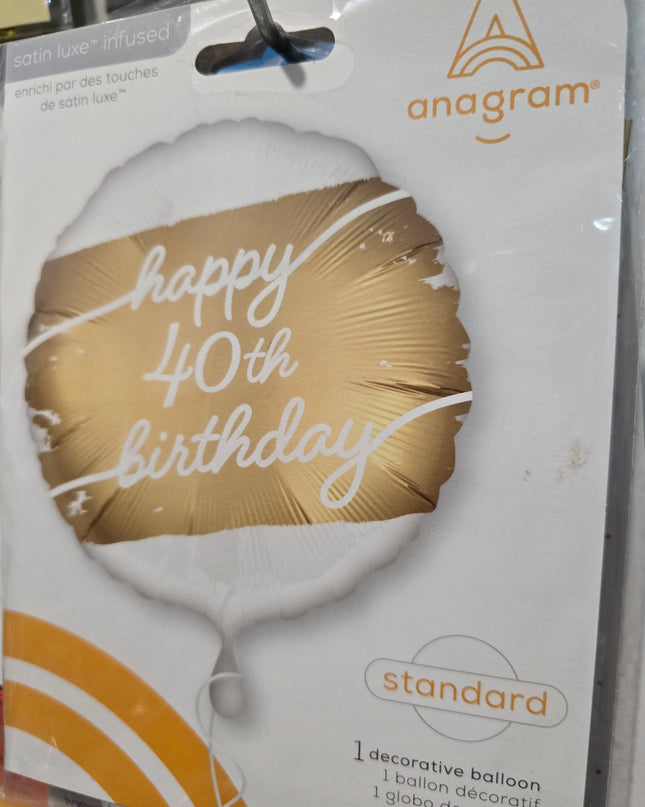 satin luxe™ infused
enrichi par des touches
de satin luxe™
anagram®
happy
40th
birthday
standard
1 decorative balloon
1 ballon décoratif
1 globo